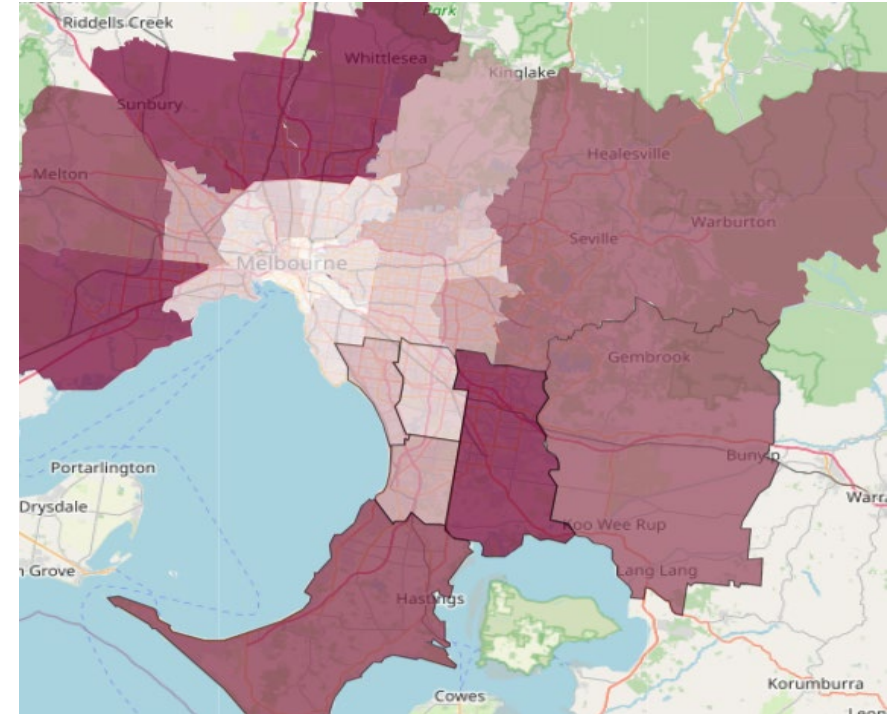 Park
Riddells Creek
Whittlesea
Kinglake
Sunbury
Healesville
Melton
Warburton
Seville
Melbourne
Gembrook
Bunyip
Portarlington
Warra
Drysdale
Koo Wee Rup
n Grove
Lang Lang
Hastings
Korumburra
Cowes
Leon